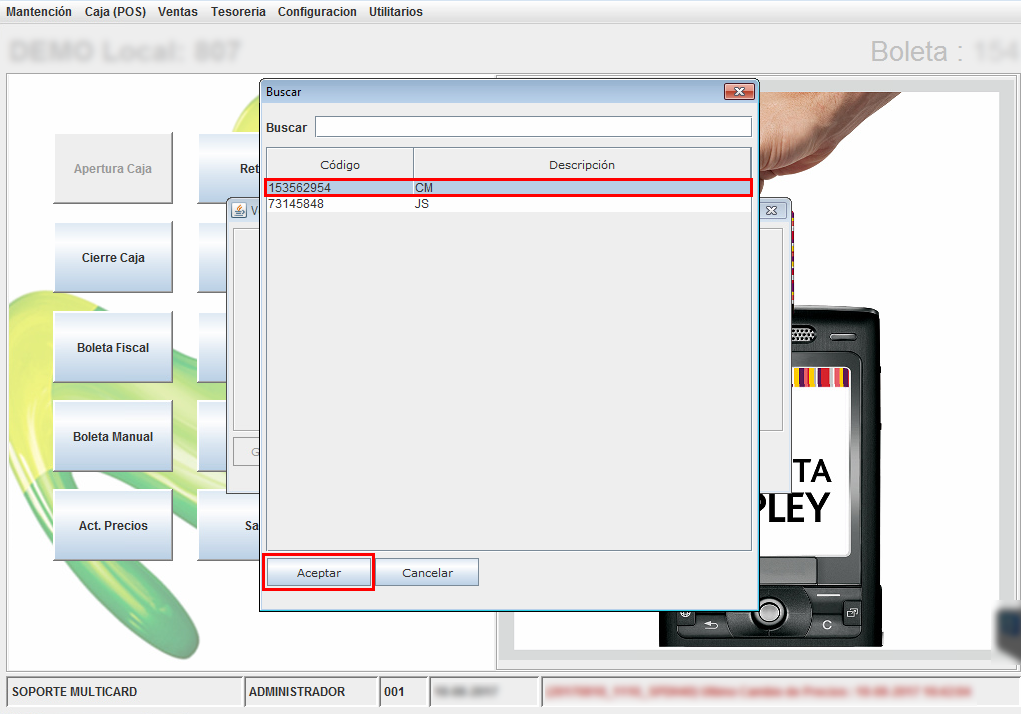 Mantención Caja (POS) Ventas Tesoreria Configuracion Utilitarios
DEMO Local: 807
Boleta : 154
Buscar
Buscar
Código Descripción
153562954 CM
73145848 JS
Aceptar Cancelar
Apertura Caja Ret
Cierre Caja
Boleta Fiscal
Boleta Manual
Act. Precios Sa
V
G
TA
PLEY
C
SOPORTE MULTICARD ADMINISTRADOR 001